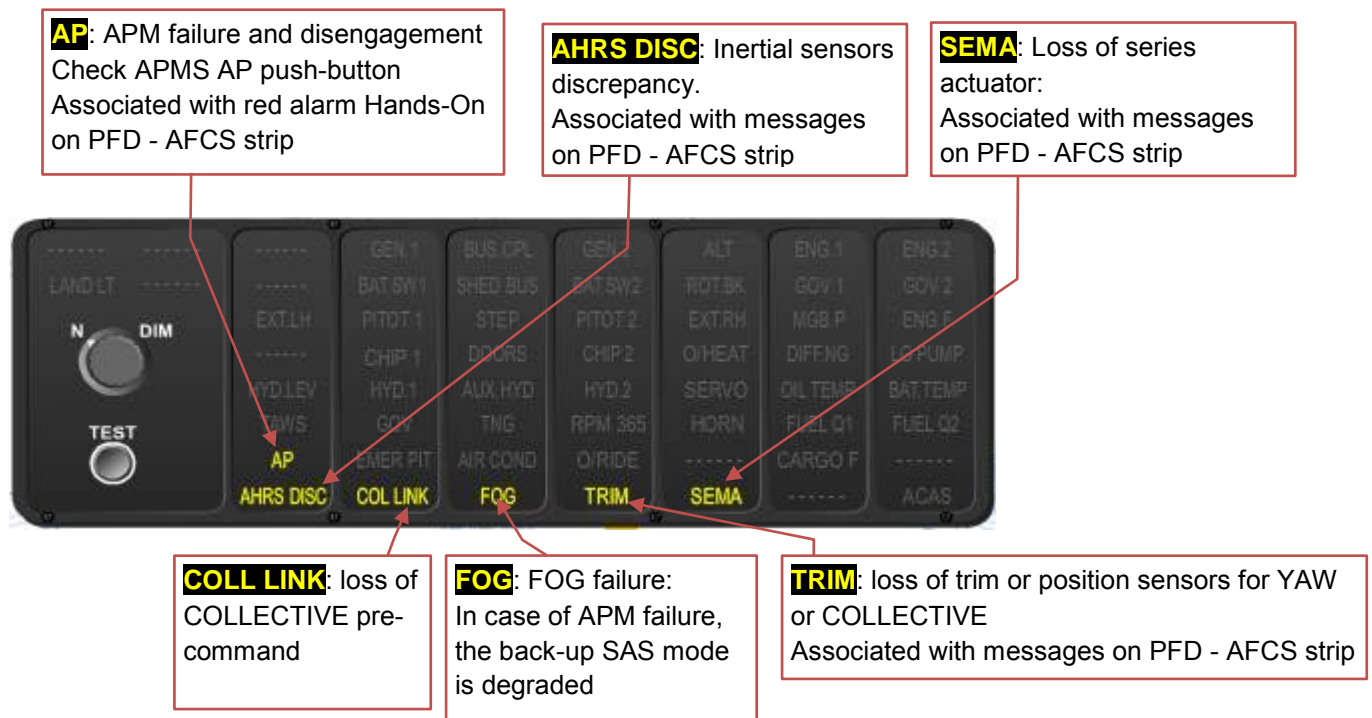 AP: APM failure and disengagement
Check APMS AP push-button
Associated with red alarm Hands-On
on PFD - AFCS strip
AHRS DISC: Inertial sensors
discrepancy.
Associated with messages
on PFD - AFCS strip
SEMA: Loss of series
actuator:
Associated with messages
on PFD - AFCS strip
------ ------ ------ GEN.1 BUS.CPL GEN.2 ALT ENG.1 ENG.2
LAND LT ------ ------ BAT.SW1 SHED.BUS BAT.SW2 ROT.BK GOV 1 GOV 2
N DIM EXT.LH PITOT 1 STEP PITOT 2 EXT.RH MGB.P ENG.F
------ CHIP 1 DOORS CHIP 2 O/HEAT DIFF.NG LO PUMP
HYD.LEV HYD.1 AUX.HYD HYD.2 SERVO OIL TEMP BAT.TEMP
TEST TAWS GOV TNG RPM 365 HORN FUEL Q1 FUEL Q2
AP EMER PIT AIR COND O/RIDE ------ CARGO F ------
AHRS DISC COL LINK FOG TRIM SEMA ------ ACAS
COLL LINK: loss of
COLLECTIVE pre-
command
FOG: FOG failure:
In case of APM failure,
the back-up SAS mode
is degraded
TRIM: loss of trim or position sensors for YAW
or COLLECTIVE
Associated with messages on PFD - AFCS strip